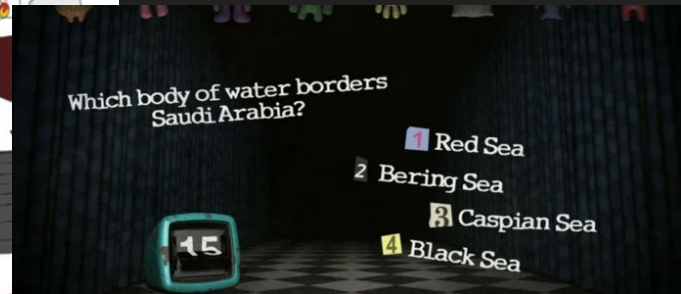 Which body of water borders
Saudi Arabia?
1 Red Sea
2 Bering Sea
3 Caspian Sea
4 Black Sea
15